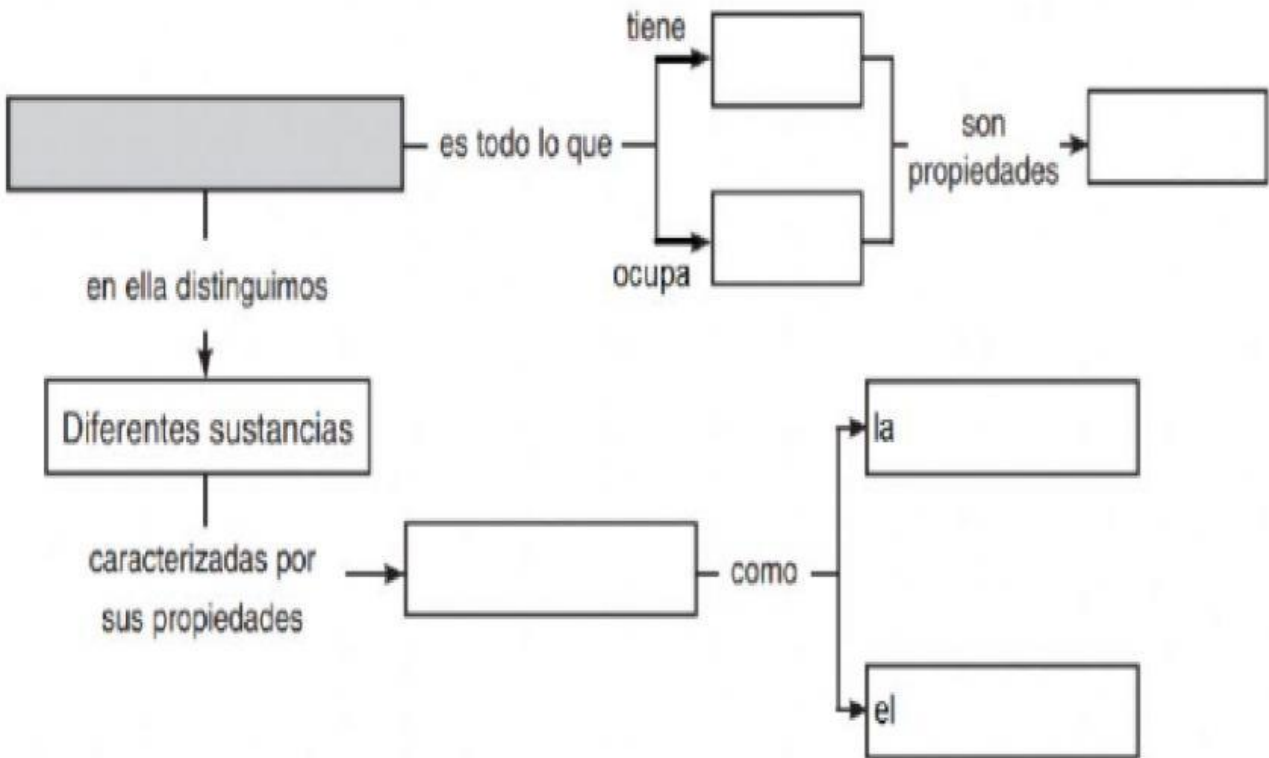 tiene
es todo lo que
son
propiedades
ocupa
en ella distinguimos
Diferentes sustancias
la
caracterizadas por
sus propiedades
como
el